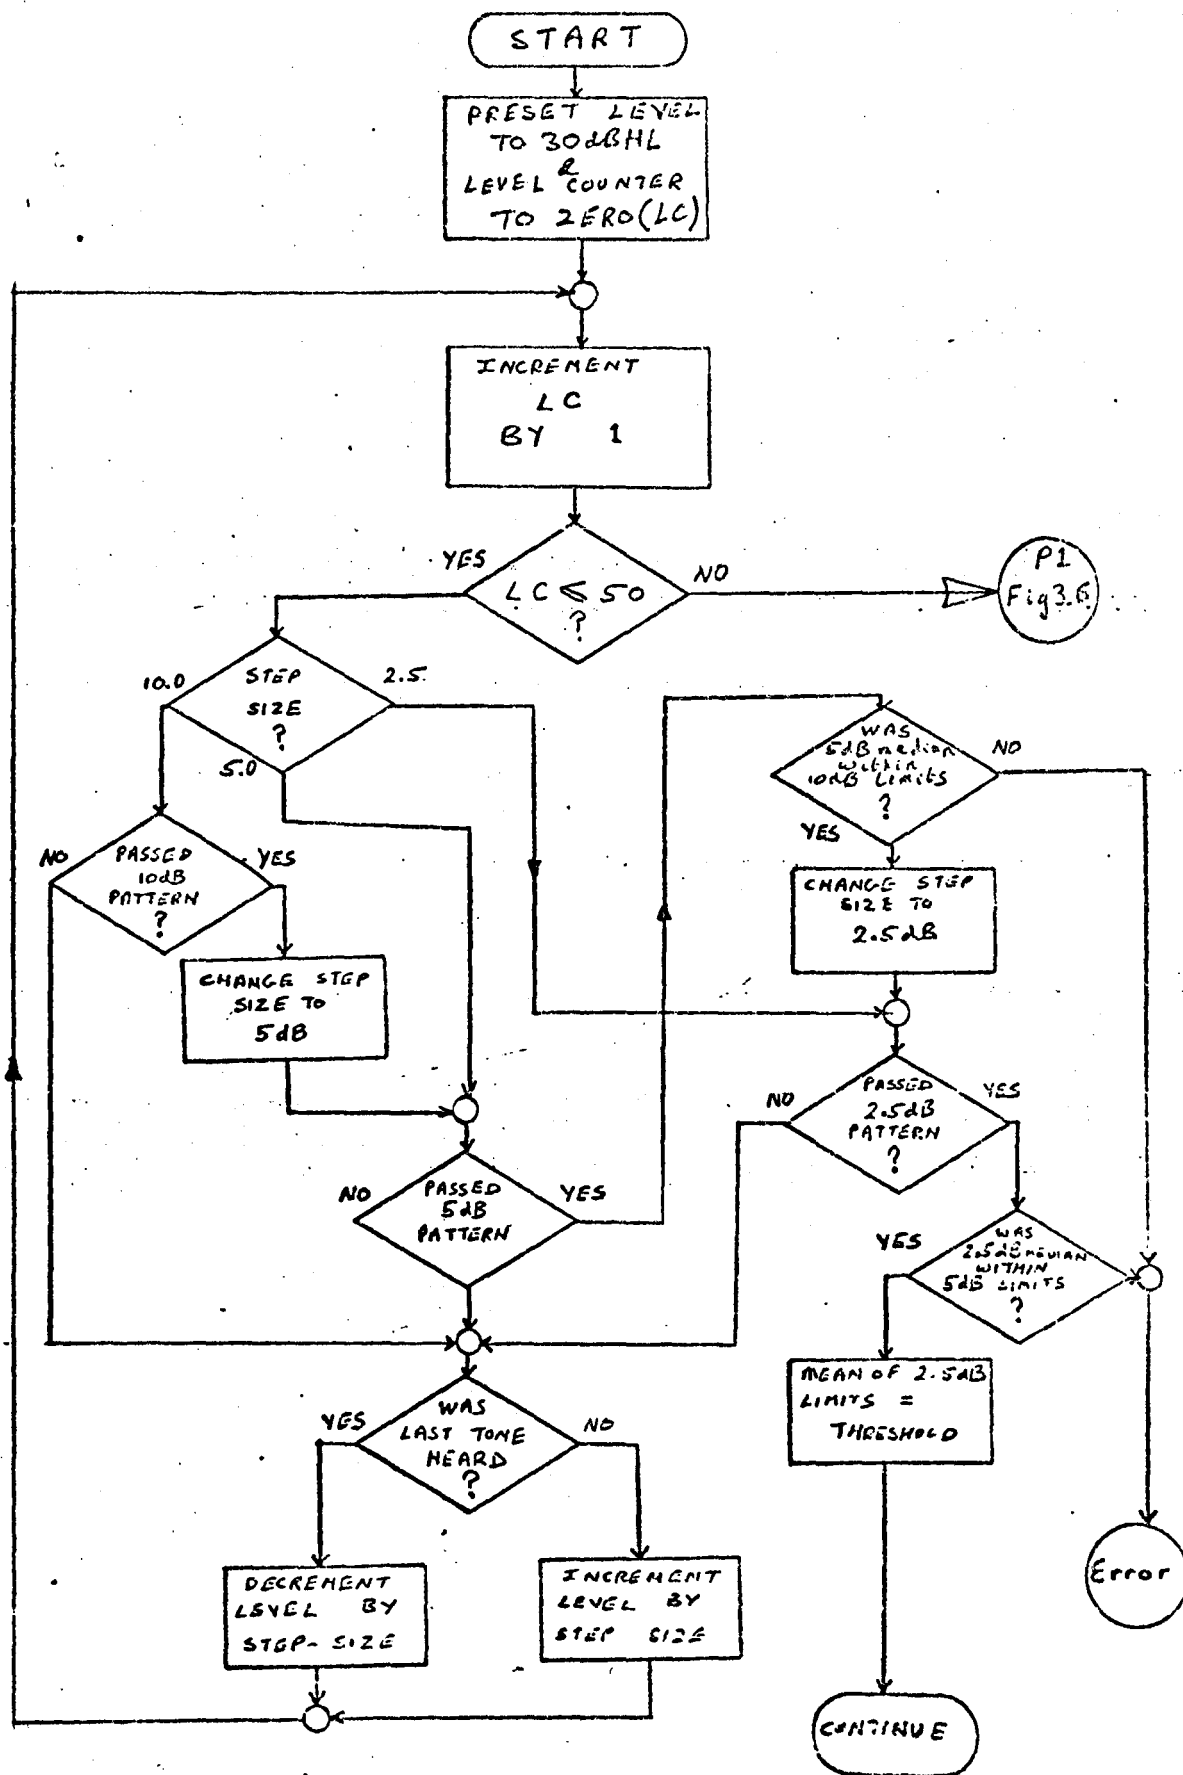 START
PRESET LEVEL
TO 30dBHL
&
LEVEL COUNTER
TO ZERO (LC)
INCREMENT
LC
BY 1
YES
LC ≤ 50
?
NO
P1
Fig 3.6
10.0
STEP
SIZE
?
2.5
5.0
WAS
5dB median
within
10dB LIMITS
?
NO
YES
NO
PASSED
10dB
PATTERN
?
YES
CHANGE STEP
SIZE TO
2.5dB
CHANGE STEP
SIZE TO
5dB
NO
PASSED
2.5dB
PATTERN
?
YES
NO
PASSED
5dB
PATTERN
YES
YES
WAS
2.5dB MEDIAN
WITHIN
5dB LIMITS
?
MEAN OF 2.5dB
LIMITS =
THRESHOLD
YES
WAS
LAST TONE
HEARD
?
NO
DECREMENT
LEVEL BY
STEP-SIZE
INCREMENT
LEVEL BY
STEP SIZE
Error
CONTINUE